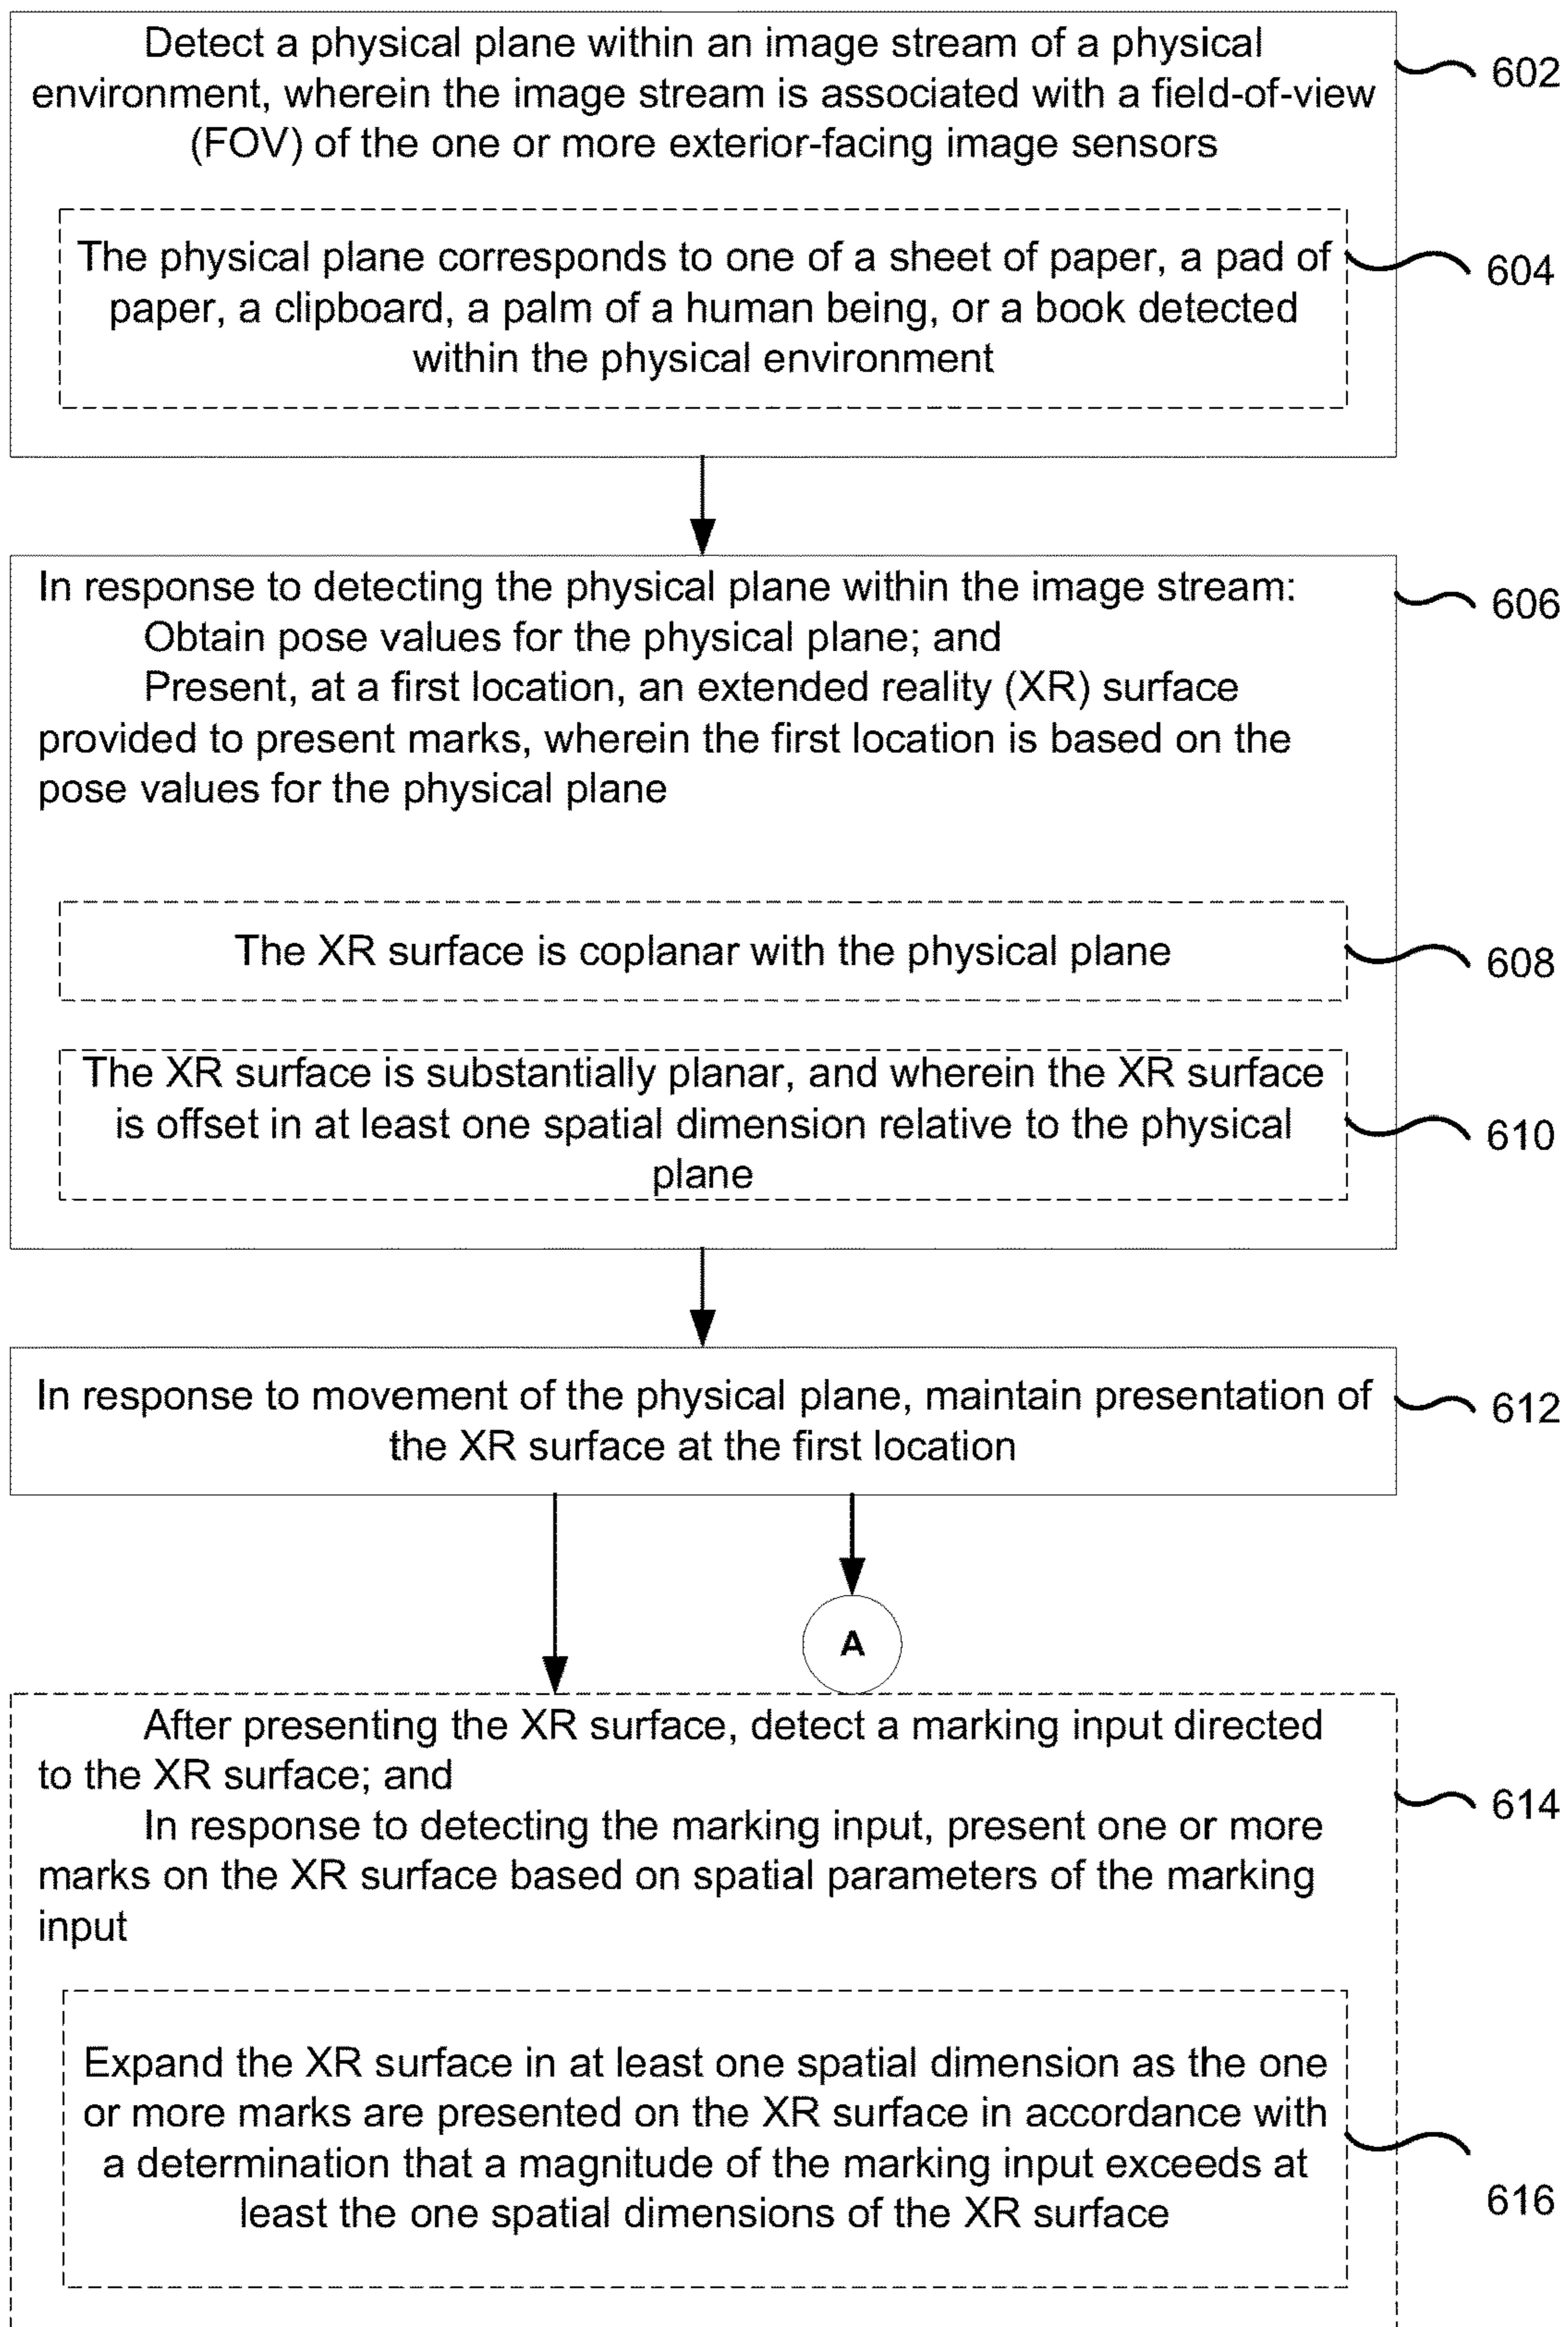 Detect a physical plane within an image stream of a physical
environment, wherein the image stream is associated with a field-of-view
(FOV) of the one or more exterior-facing image sensors
602
The physical plane corresponds to one of a sheet of paper, a pad of
paper, a clipboard, a palm of a human being, or a book detected
within the physical environment
604
In response to detecting the physical plane within the image stream:
Obtain pose values for the physical plane; and
Present, at a first location, an extended reality (XR) surface
provided to present marks, wherein the first location is based on the
pose values for the physical plane
606
The XR surface is coplanar with the physical plane
608
The XR surface is substantially planar, and wherein the XR surface
is offset in at least one spatial dimension relative to the physical
plane
610
In response to movement of the physical plane, maintain presentation of
the XR surface at the first location
612
A
After presenting the XR surface, detect a marking input directed
to the XR surface; and
In response to detecting the marking input, present one or more
marks on the XR surface based on spatial parameters of the marking
input
614
Expand the XR surface in at least one spatial dimension as the one
or more marks are presented on the XR surface in accordance with
a determination that a magnitude of the marking input exceeds at
least the one spatial dimensions of the XR surface
616